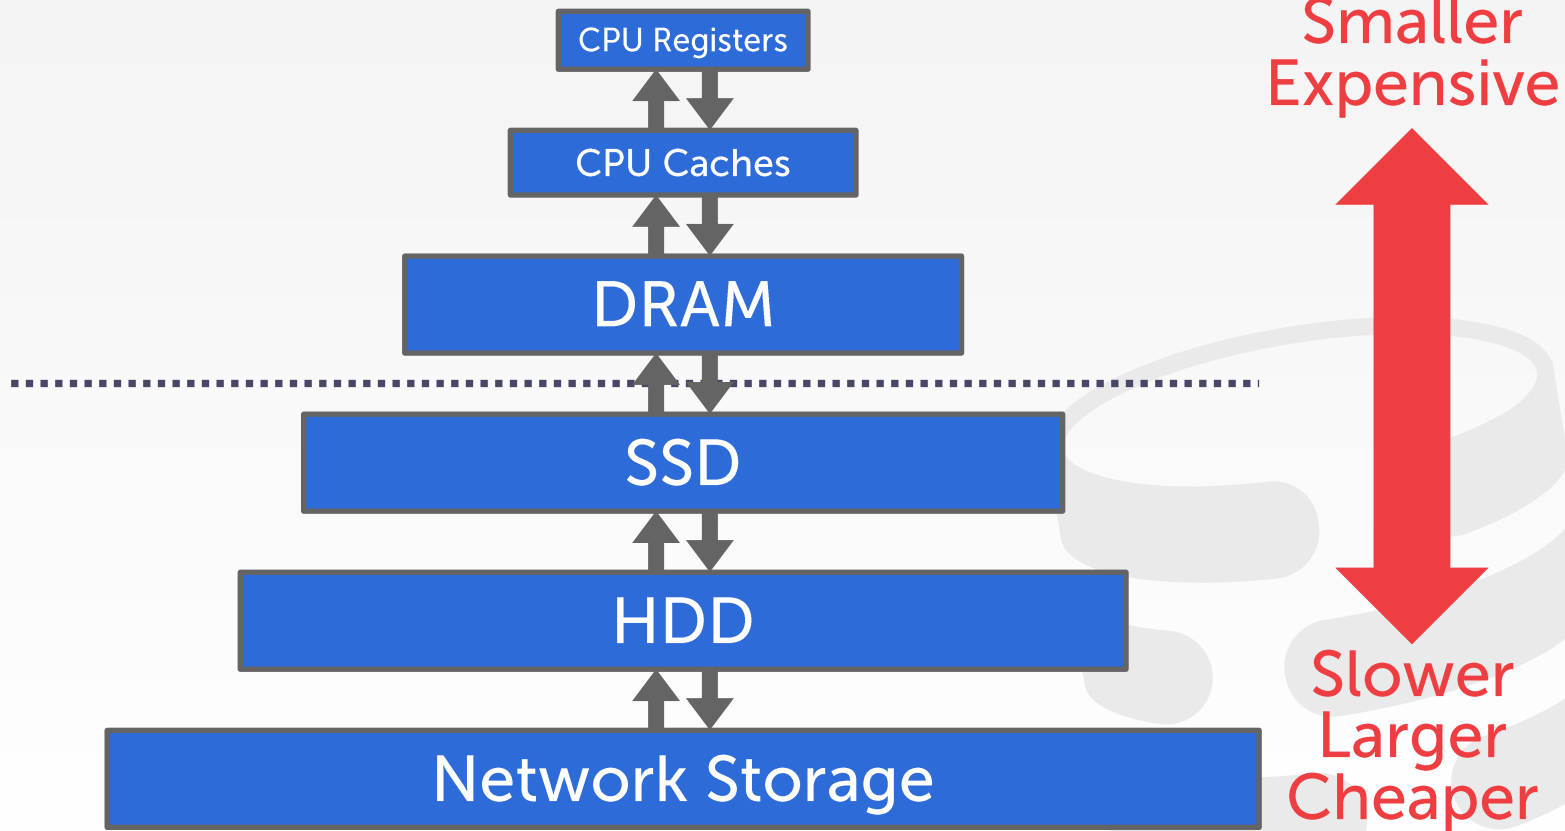 CPU Registers
CPU Caches
DRAM
SSD
HDD
Network Storage
Smaller
Expensive
Slower
Larger
Cheaper